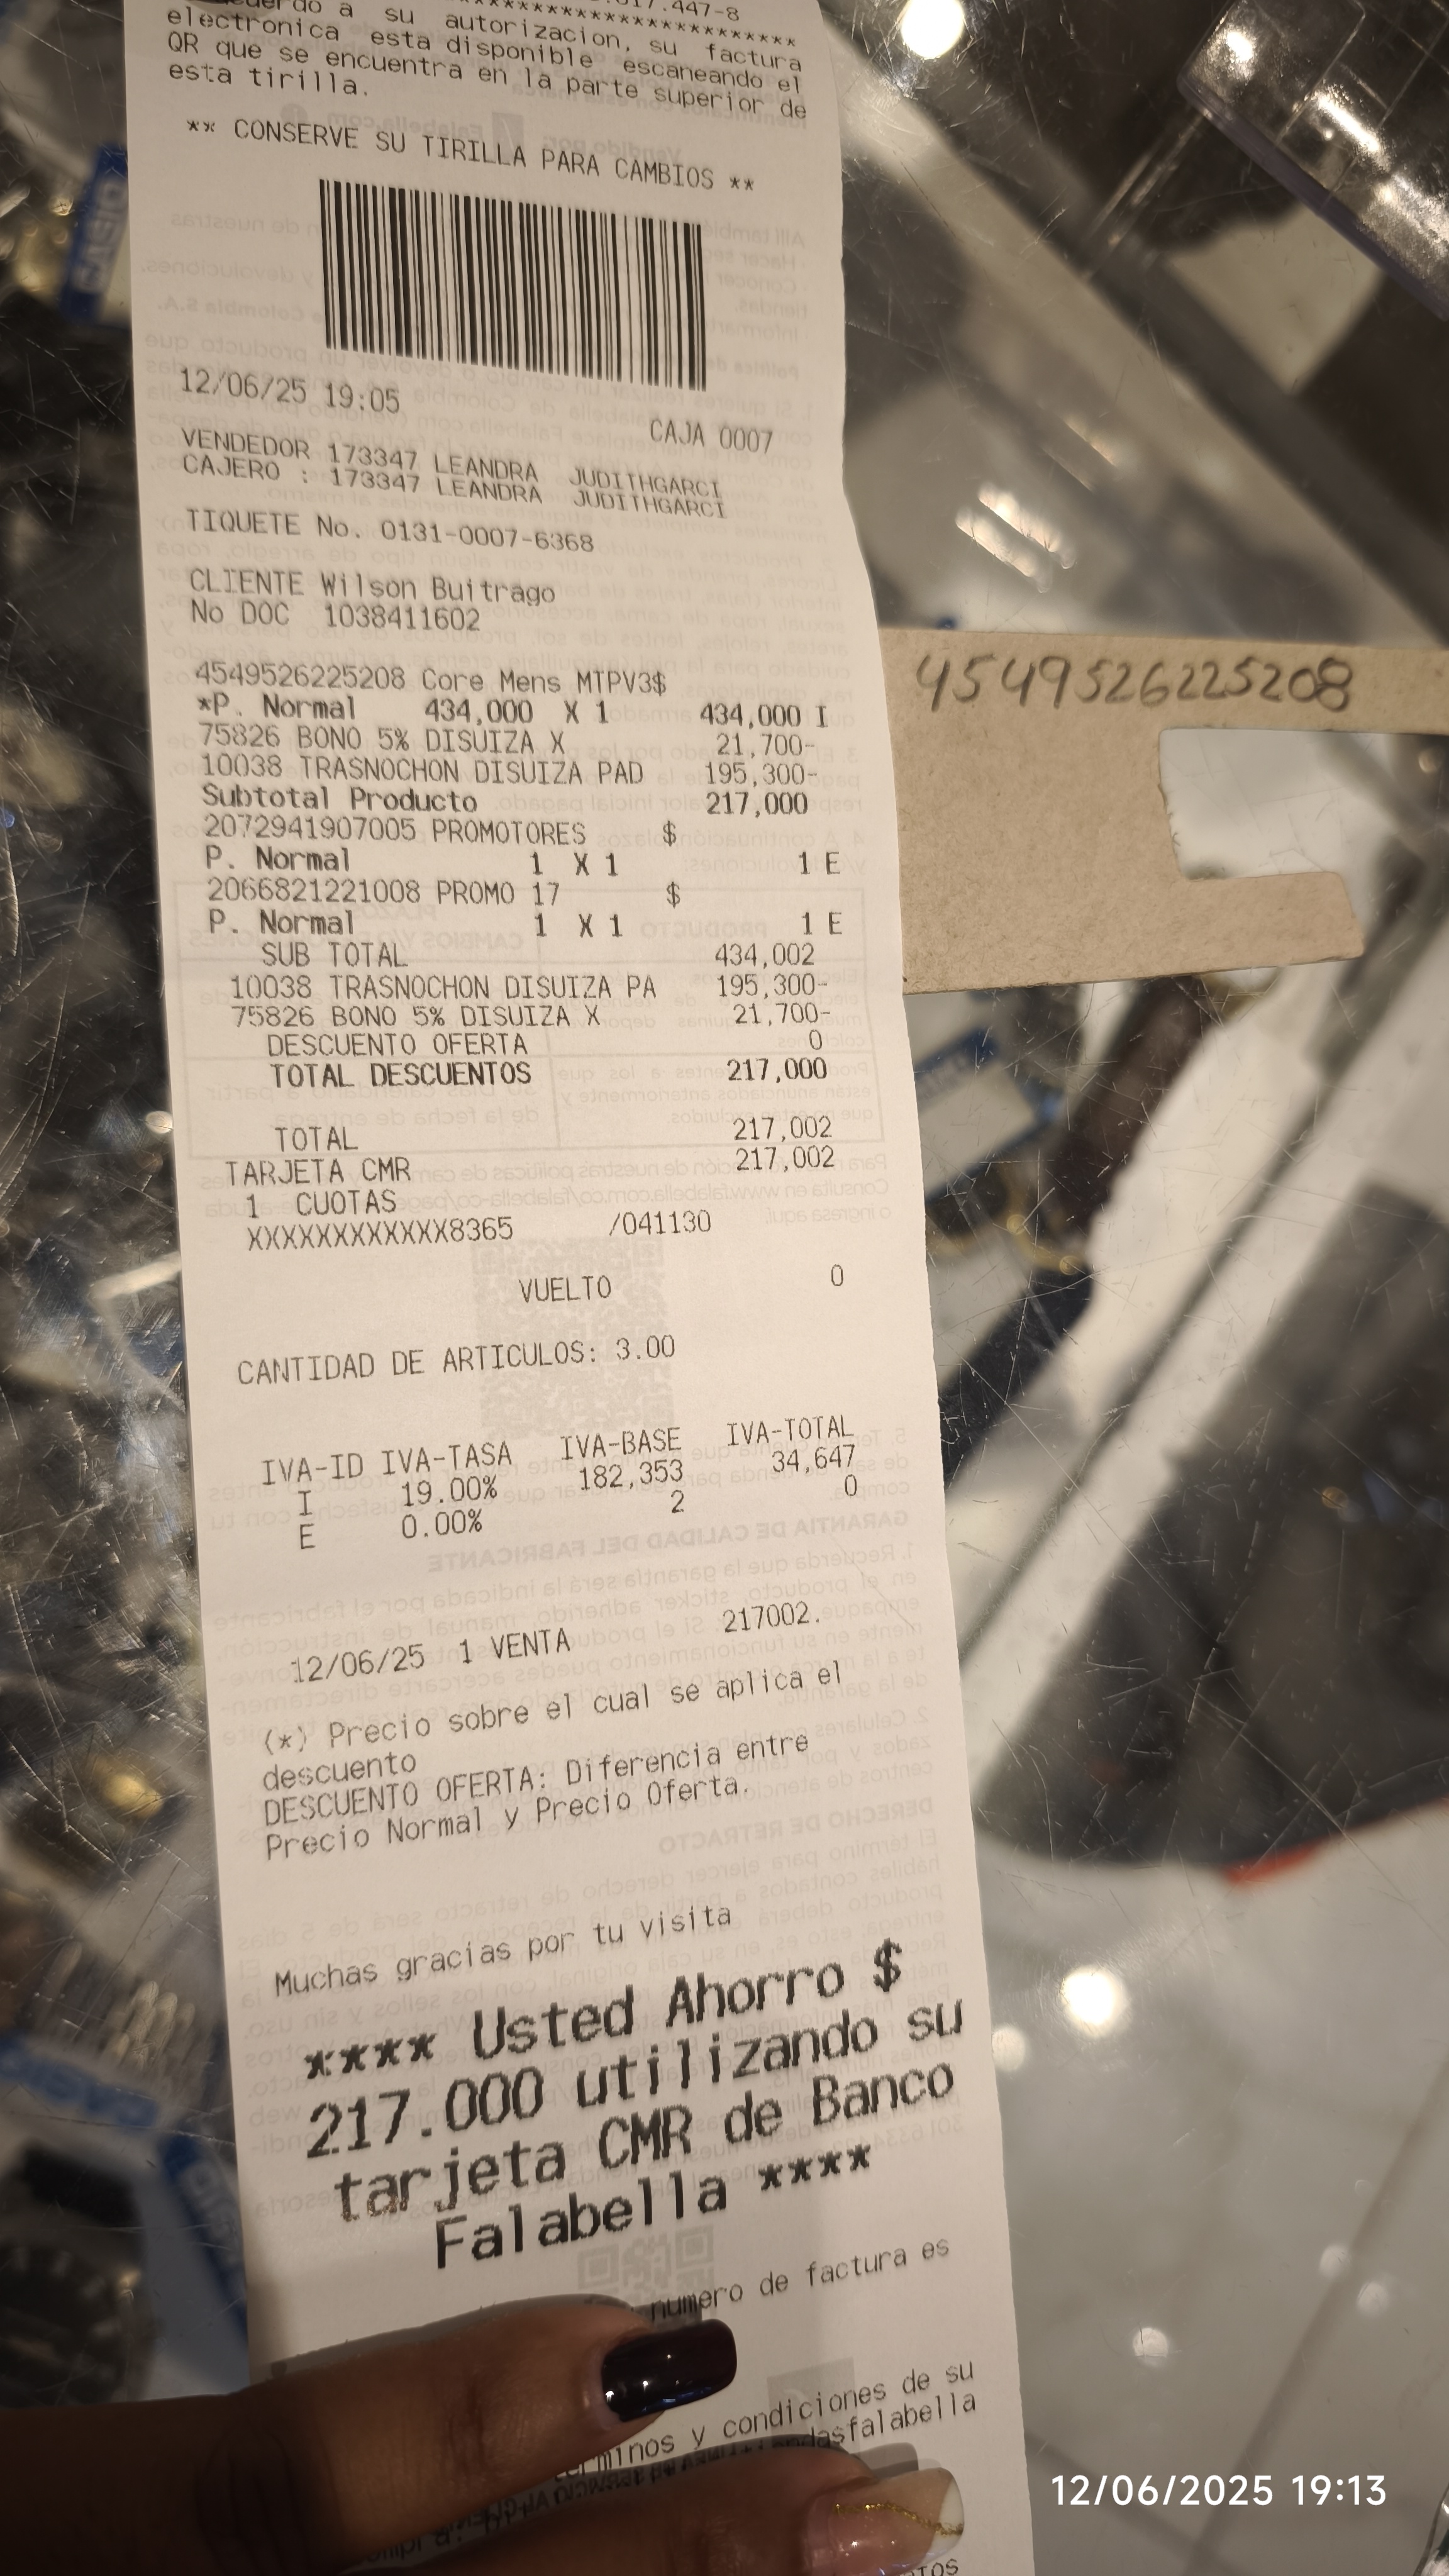 .017.447-8
***********************
a su autorizacion, su factura
electronica esta disponible escaneando el
QR que se encuentra en la parte superior de
esta tirilla.
** CONSERVE SU TIRILLA PARA CAMBIOS **
12/06/25 19:05
CAJA 0007
VENDEDOR 173347 LEANDRA JUDITHGARCI
CAJERO : 173347 LEANDRA JUDITHGARCI
TIQUETE No. 0131-0007-6368
CLIENTE Wilson Buitrago
No DOC 1038411602
4549526225208 Core Mens MTPV3$
*P. Normal 434,000 X 1 434,000 I
75826 BONO 5% DISUIZA X 21,700-
10038 TRASNOCHON DISUIZA PAD 195,300-
Subtotal Producto 217,000
2072941907005 PROMOTORES $
P. Normal 1 X 1 1 E
2066821221008 PROMO 17 $
P. Normal 1 X 1 1 E
SUB TOTAL 434,002
10038 TRASNOCHON DISUIZA PA 195,300-
75826 BONO 5% DISUIZA X 21,700-
DESCUENTO OFERTA 0
TOTAL DESCUENTOS 217,000
TOTAL 217,002
TARJETA CMR 217,002
1 CUOTAS
XXXXXXXXXXXX8365 /041130
VUELTO 0
CANTIDAD DE ARTICULOS: 3.00
IVA-ID IVA-TASA IVA-BASE IVA-TOTAL
I 19.00% 182,353 34,647
E 0.00% 2 0
12/06/25 1 VENTA 217002.
(*) Precio sobre el cual se aplica el
descuento
DESCUENTO OFERTA: Diferencia entre
Precio Normal y Precio Oferta.
Muchas gracias por tu visita
**** Usted Ahorro $
217.000 utilizando su
tarjeta CMR de Banco
Falabella ****
numero de factura es
y condiciones de su
4549526225208
CASIO
12/06/2025 19:13